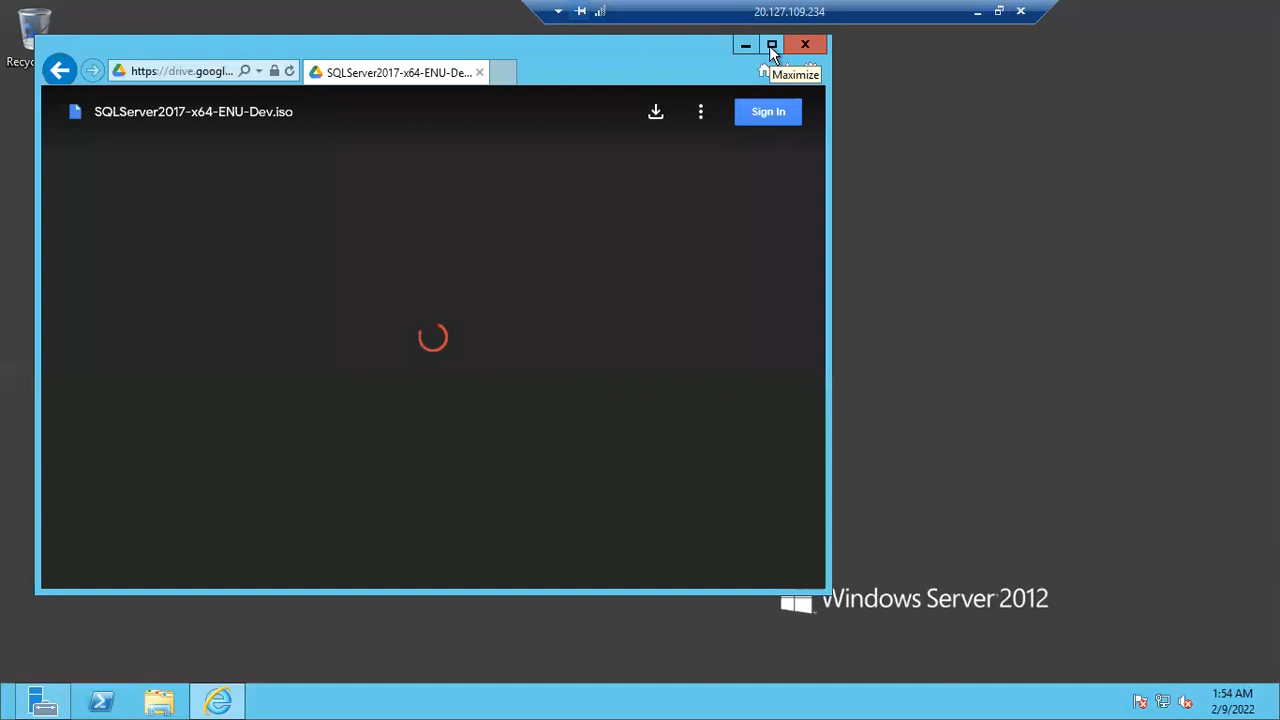 20.127.109.234
Recyc
https://drive.googl...
SQLServer2017-x64-ENU-De...
Maximize
SQLServer2017-x64-ENU-Dev.iso
Sign In
Windows Server 2012
1:54 AM
2/9/2022